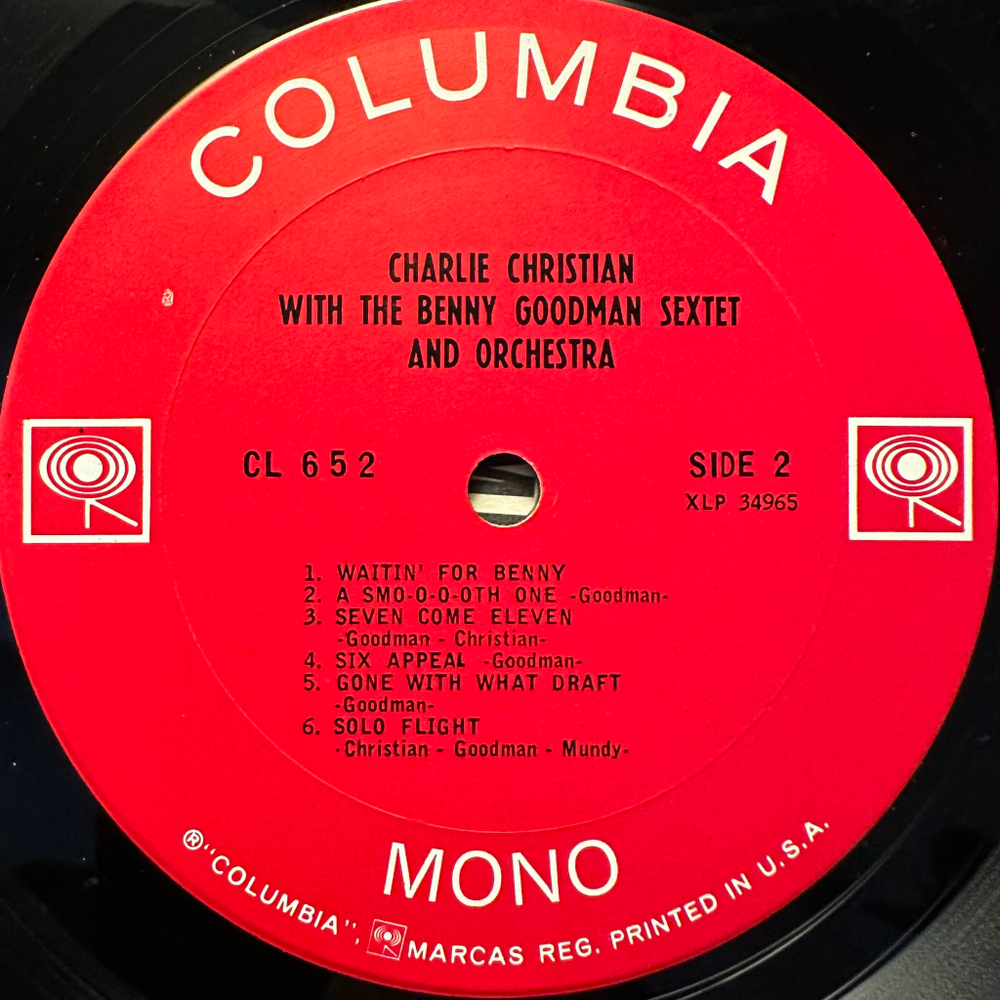 COLUMBIA
CHARLIE CHRISTIAN
WITH THE BENNY GOODMAN SEXTET
AND ORCHESTRA
CL 652
SIDE 2
XLP 34965
1. WAITIN' FOR BENNY
2. A SMO-O-O-OTH ONE -Goodman-
3. SEVEN COME ELEVEN
-Goodman - Christian-
4. SIX APPEAL -Goodman-
5. GONE WITH WHAT DRAFT
-Goodman-
6. SOLO FLIGHT
-Christian - Goodman - Mundy-
MONO
®"COLUMBIA", MARCAS REG. PRINTED IN U.S.A.